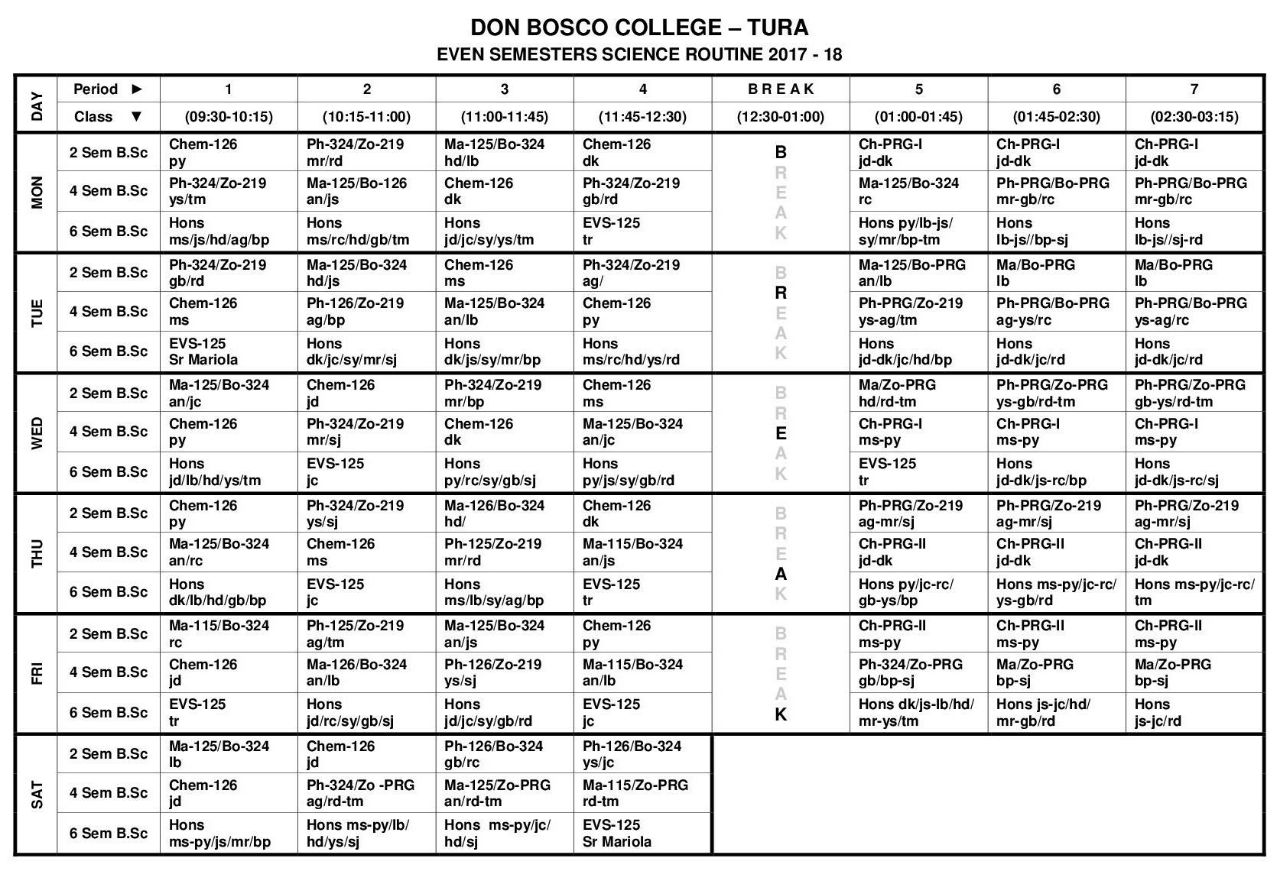 DON BOSCO COLLEGE – TURA
EVEN SEMESTERS SCIENCE ROUTINE 2017 - 18
DAY Period ► 1 2 3 4 B R E A K 5 6 7
Class ▼ (09:30-10:15) (10:15-11:00) (11:00-11:45) (11:45-12:30) (12:30-01:00) (01:00-01:45) (01:45-02:30) (02:30-03:15)
MON
2 Sem B.Sc Chem-126 Ph-324/Zo-219 Ma-125/Bo-324 Chem-126 B Ch-PRG-I Ch-PRG-I Ch-PRG-I
py mr/rd hd/lb dk R jd-dk jd-dk jd-dk
4 Sem B.Sc Ph-324/Zo-219 Ma-125/Bo-126 Chem-126 Ph-324/Zo-219 E Ma-125/Bo-324 Ph-PRG/Bo-PRG Ph-PRG/Bo-PRG
ys/tm an/js dk gb/rd A rc mr-gb/rc mr-gb/rc
6 Sem B.Sc Hons Hons Hons EVS-125 K Hons py/lb-js/ Hons Hons
ms/js/hd/ag/bp ms/rc/hd/gb/tm jd/jc/sy/ys/tm tr sy/mr/bp-tm lb-js//bp-sj lb-js//sj-rd
TUE
2 Sem B.Sc Ph-324/Zo-219 Ma-125/Bo-324 Chem-126 Ph-324/Zo-219 B Ma-125/Bo-PRG Ma/Bo-PRG Ma/Bo-PRG
gb/rd hd/js ms ag/ R an/lb lb lb
4 Sem B.Sc Chem-126 Ph-126/Zo-219 Ma-125/Bo-324 Chem-126 E Ph-PRG/Zo-219 Ph-PRG/Bo-PRG Ph-PRG/Bo-PRG
ms ag/bp an/lb py A ys-ag/tm ag-ys/rc ys-ag/rc
6 Sem B.Sc EVS-125 Hons Hons Hons K Hons Hons Hons
Sr Mariola dk/jc/sy/mr/sj dk/js/sy/mr/bp ms/rc/hd/ys/rd jd-dk/jc/hd/bp jd-dk/jc/rd jd-dk/jc/rd
WED
2 Sem B.Sc Ma-125/Bo-324 Chem-126 Ph-324/Zo-219 Chem-126 B Ma/Zo-PRG Ph-PRG/Zo-PRG Ph-PRG/Zo-PRG
an/jc jd mr/bp ms R hd/rd-tm ys-gb/rd-tm gb-ys/rd-tm
4 Sem B.Sc Chem-126 Ph-324/Zo-219 Chem-126 Ma-125/Bo-324 E Ch-PRG-I Ch-PRG-I Ch-PRG-I
py mr/sj dk an/jc A ms-py ms-py ms-py
6 Sem B.Sc Hons EVS-125 Hons Hons K EVS-125 Hons Hons
jd/lb/hd/ys/tm jc py/rc/sy/gb/sj py/js/sy/gb/rd tr jd-dk/js-rc/bp jd-dk/js-rc/sj
THU
2 Sem B.Sc Chem-126 Ph-324/Zo-219 Ma-126/Bo-324 Chem-126 B Ph-PRG/Zo-219 Ph-PRG/Zo-219 Ph-PRG/Zo-219
py ys/sj hd/ dk R ag-mr/sj ag-mr/sj ag-mr/sj
4 Sem B.Sc Ma-125/Bo-324 Chem-126 Ph-125/Zo-219 Ma-115/Bo-324 E Ch-PRG-II Ch-PRG-II Ch-PRG-II
an/rc ms mr/rd an/js A jd-dk jd-dk jd-dk
6 Sem B.Sc Hons EVS-125 Hons EVS-125 K Hons py/jc-rc/ Hons ms-py/jc-rc/ Hons ms-py/jc-rc/
dk/lb/hd/gb/bp jc ms/lb/sy/ag/bp tr gb-ys/bp ys-gb/rd tm
FRI
2 Sem B.Sc Ma-115/Bo-324 Ph-125/Zo-219 Ma-125/Bo-324 Chem-126 B Ch-PRG-II Ch-PRG-II Ch-PRG-II
rc ag/tm an/js py R ms-py ms-py ms-py
4 Sem B.Sc Chem-126 Ma-126/Bo-324 Ph-126/Zo-219 Ma-115/Bo-324 E Ph-324/Zo-PRG Ma/Zo-PRG Ma/Zo-PRG
jd an/lb ys/sj an/lb A gb/bp-sj bp-sj bp-sj
6 Sem B.Sc EVS-125 Hons Hons EVS-125 K Hons dk/js-lb/hd/ Hons js-jc/hd/ Hons
tr jd/rc/sy/gb/sj jd/jc/sy/gb/rd jc mr-ys/tm mr-gb/rd js-jc/rd
SAT
2 Sem B.Sc Ma-125/Bo-324 Chem-126 Ph-126/Bo-324 Ph-126/Bo-324
lb jd gb/rc ys/jc
4 Sem B.Sc Chem-126 Ph-324/Zo -PRG Ma-125/Zo-PRG Ma-115/Zo-PRG
jd ag/rd-tm an/rd-tm rd-tm
6 Sem B.Sc Hons Hons ms-py/lb/ Hons ms-py/jc/ EVS-125
ms-py/js/mr/bp hd/ys/sj hd/sj Sr Mariola